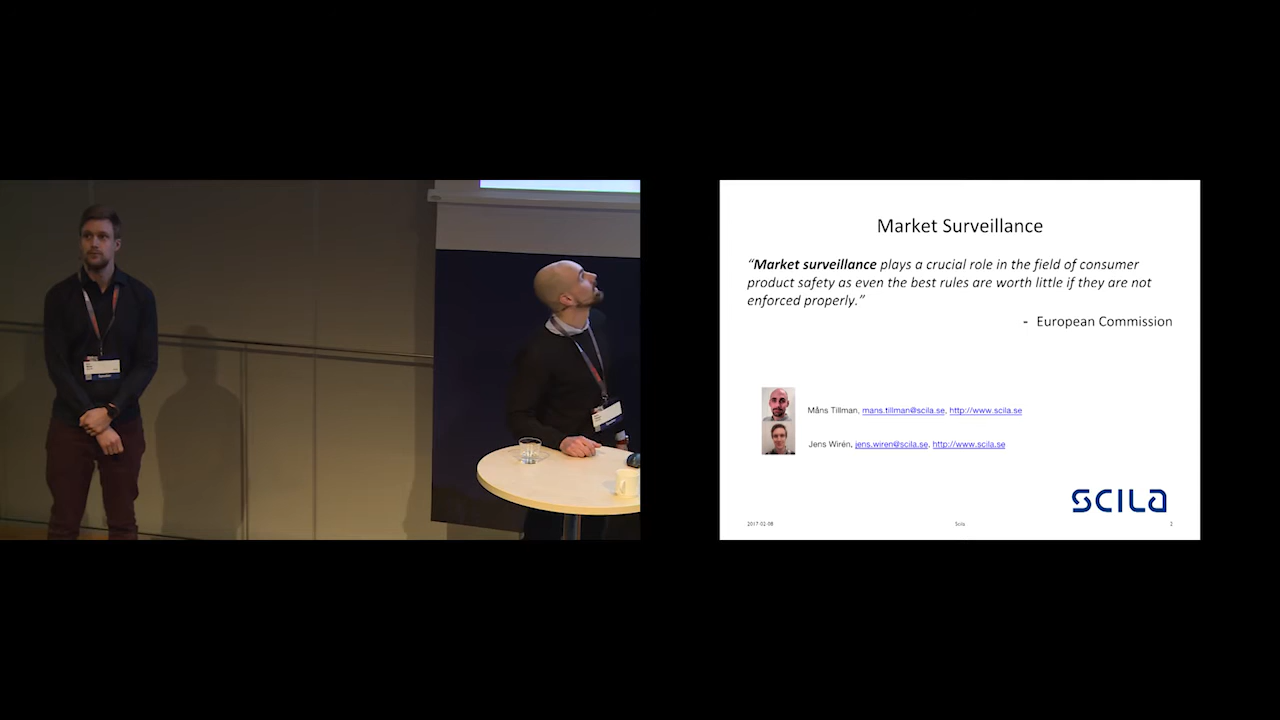 Market Surveillance
“Market surveillance plays a crucial role in the field of consumer
product safety as even the best rules are worth little if they are not
enforced properly.”
- European Commission
Måns Tillman, mans.tillman@scila.se, http://www.scila.se
Jens Wirén, jens.wiren@scila.se, http://www.scila.se
SCILA
2017-02-08
Scila
2